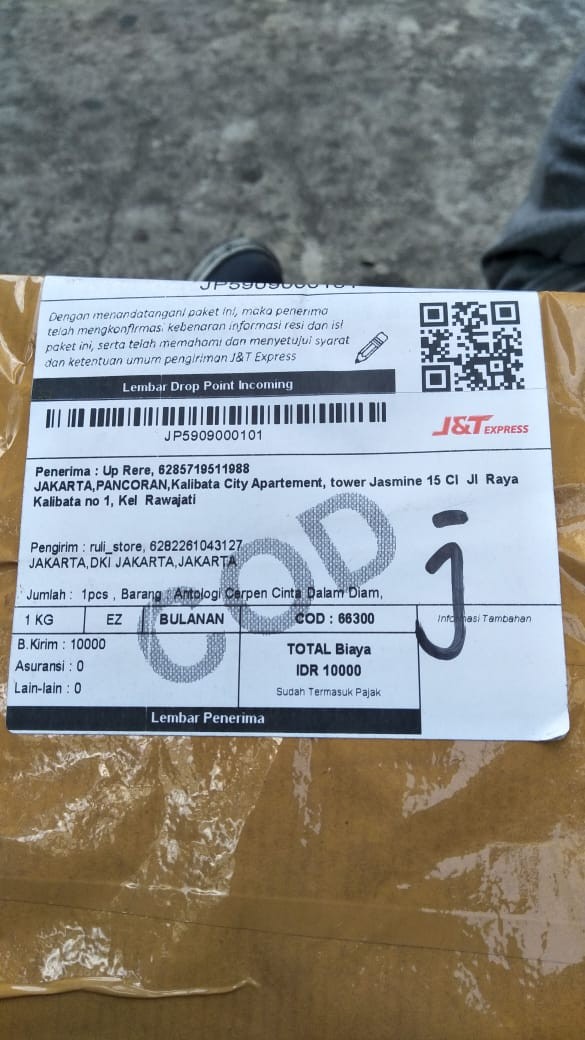 JP5909000101
Dengan menandatangani paket ini, maka penerima
telah mengkonfirmasi kebenaran informasi resi dan isi
paket ini, serta telah memahami dan menyetujui syarat
dan ketentuan umum pengiriman J&T Express
Lembar Drop Point Incoming
JP5909000101
J&T EXPRESS
Penerima : Up Rere, 6285719511988
JAKARTA,PANCORAN,Kalibata City Apartement, tower Jasmine 15 CI Jl Raya
Kalibata no 1, Kel Rawajati
Pengirim : ruli_store, 6282261043127
JAKARTA,DKI JAKARTA,JAKARTA
COD
Jumlah : 1pcs , Barang : Antologi Cerpen Cinta Dalam Diam,
1 KG EZ BULANAN COD : 66300 Informasi Tambahan
j
B.Kirim : 10000
Asuransi : 0
Lain-lain : 0
TOTAL Biaya
IDR 10000
Sudah Termasuk Pajak
Lembar Penerima